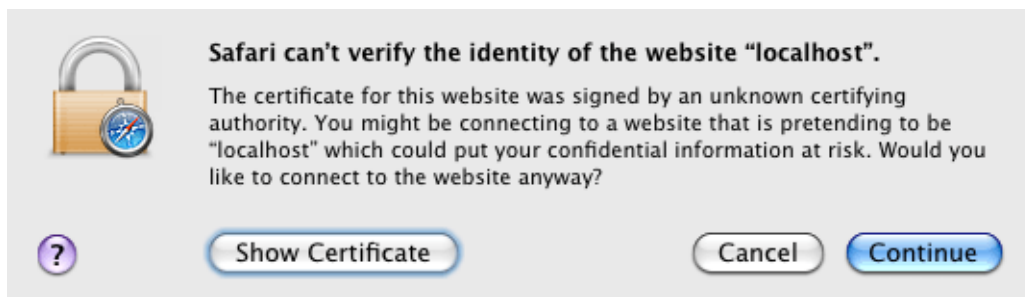 Safari can’t verify the identity of the website “localhost”.
The certificate for this website was signed by an unknown certifying
authority. You might be connecting to a website that is pretending to be
“localhost” which could put your confidential information at risk. Would you
like to connect to the website anyway?
?
Show Certificate
Cancel
Continue